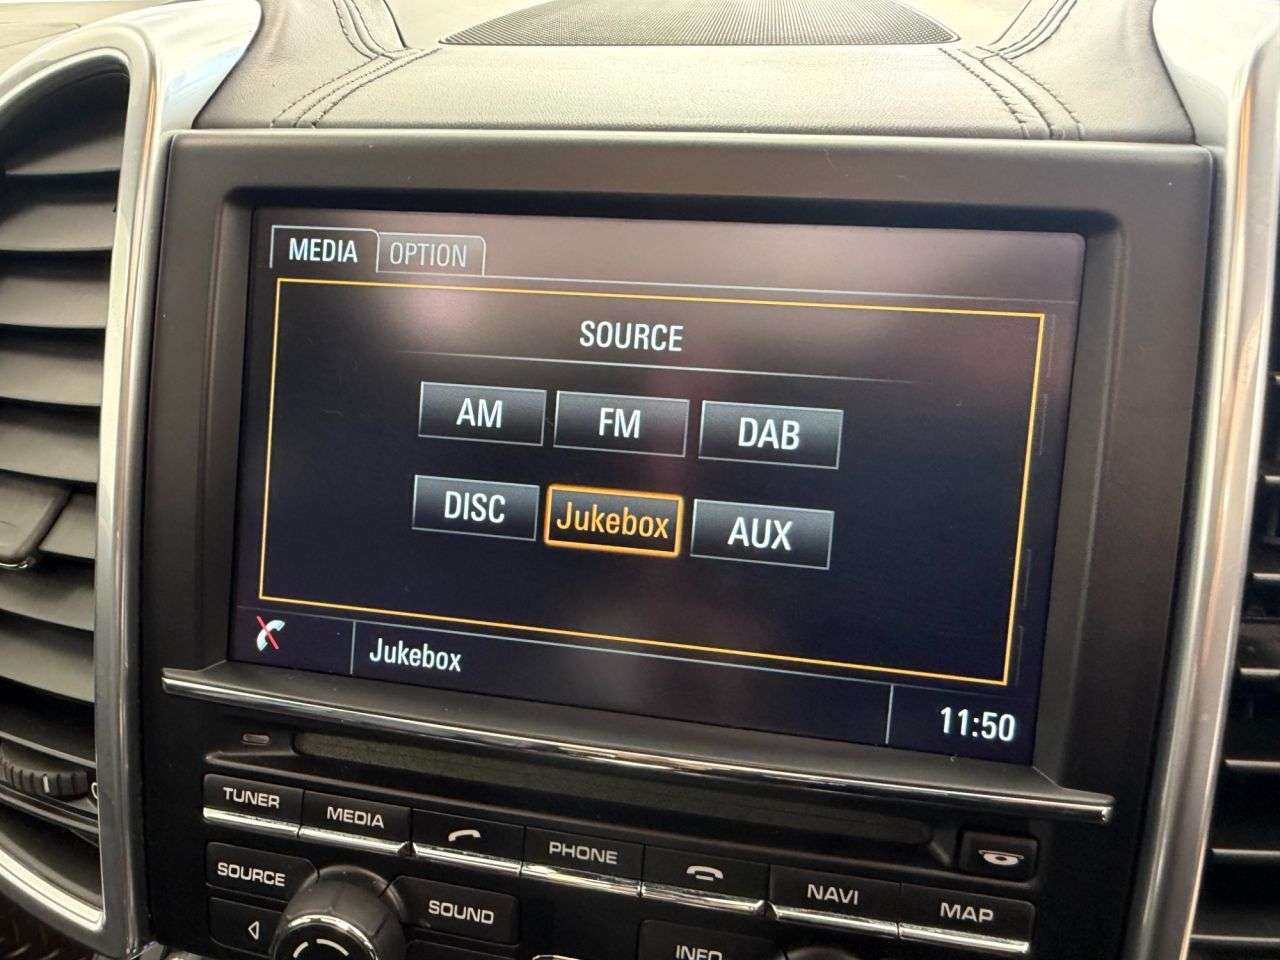 MEDIA OPTION
SOURCE
AM FM DAB
DISC Jukebox AUX
Jukebox
11:50
TUNER MEDIA PHONE NAVI MAP
SOURCE SOUND INFO